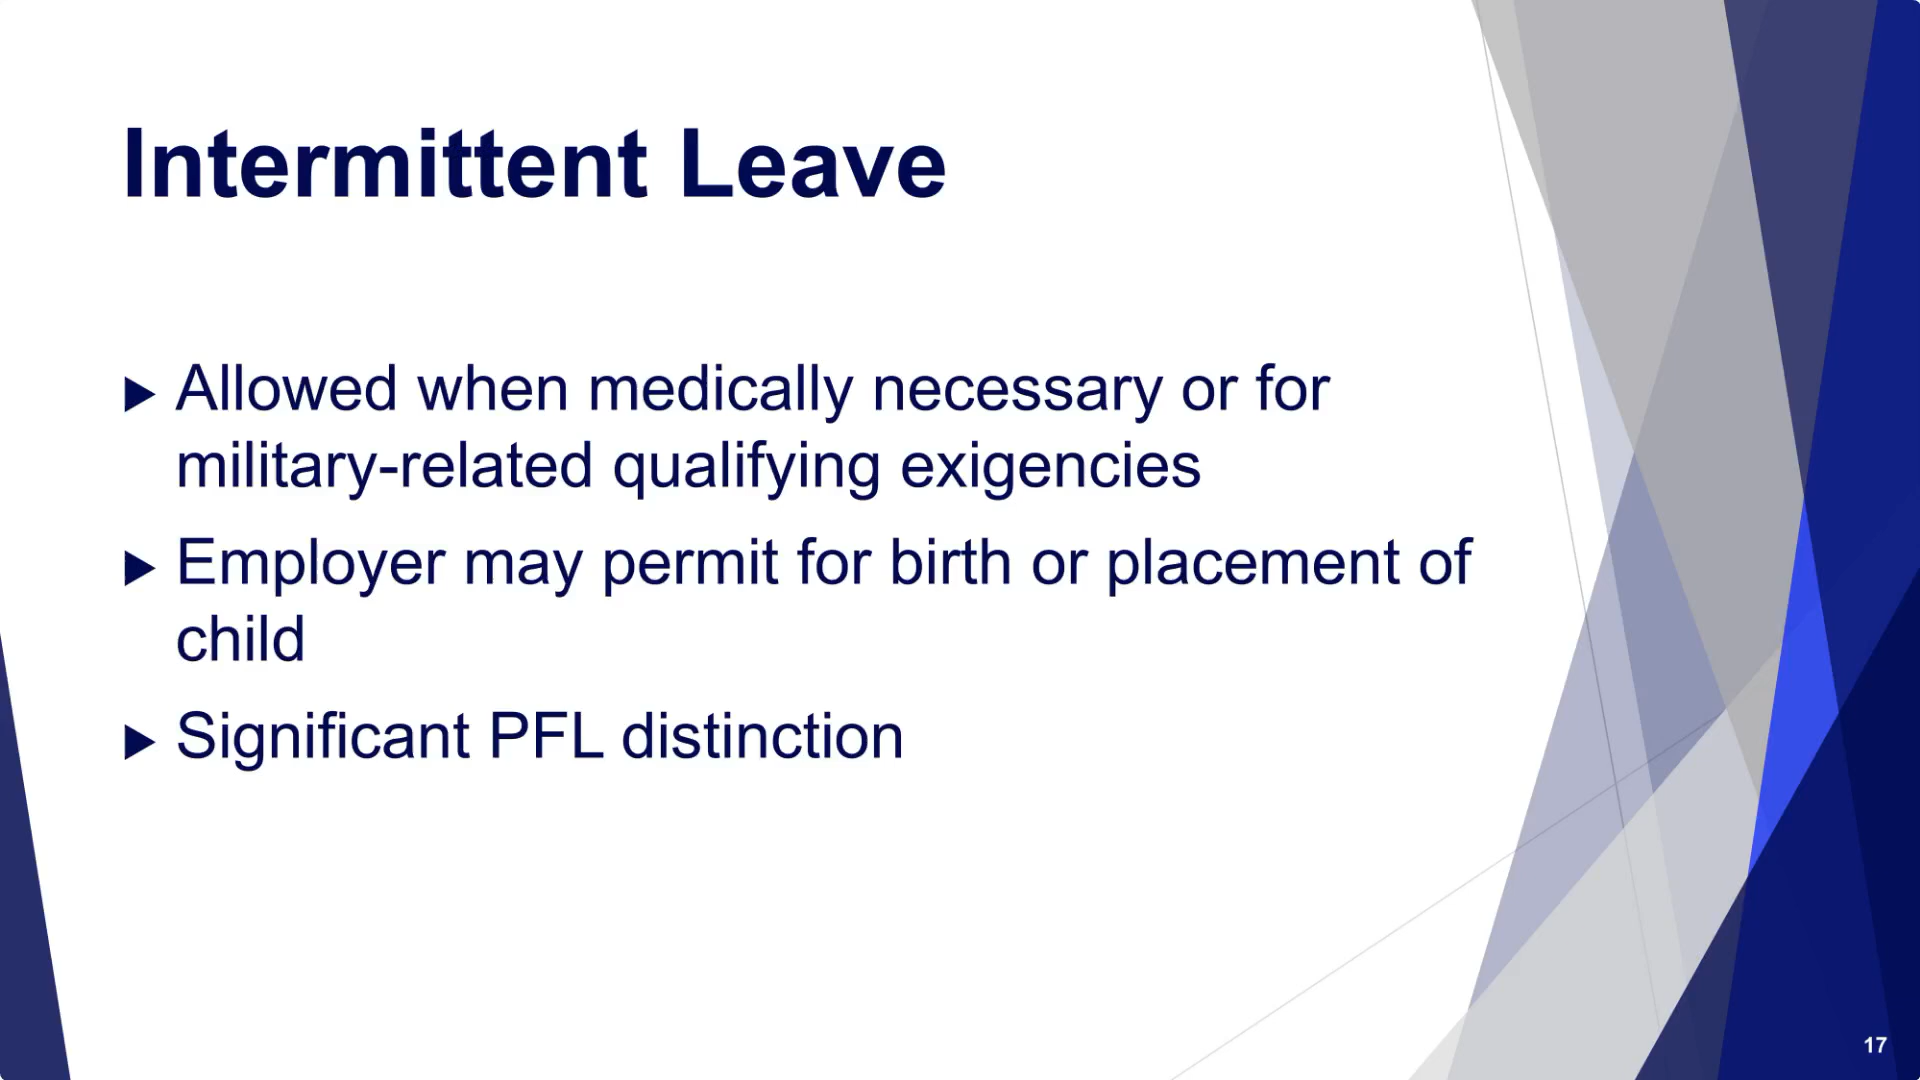 Intermittent Leave
Allowed when medically necessary or for
military-related qualifying exigencies
Employer may permit for birth or placement of
child
Significant PFL distinction
17